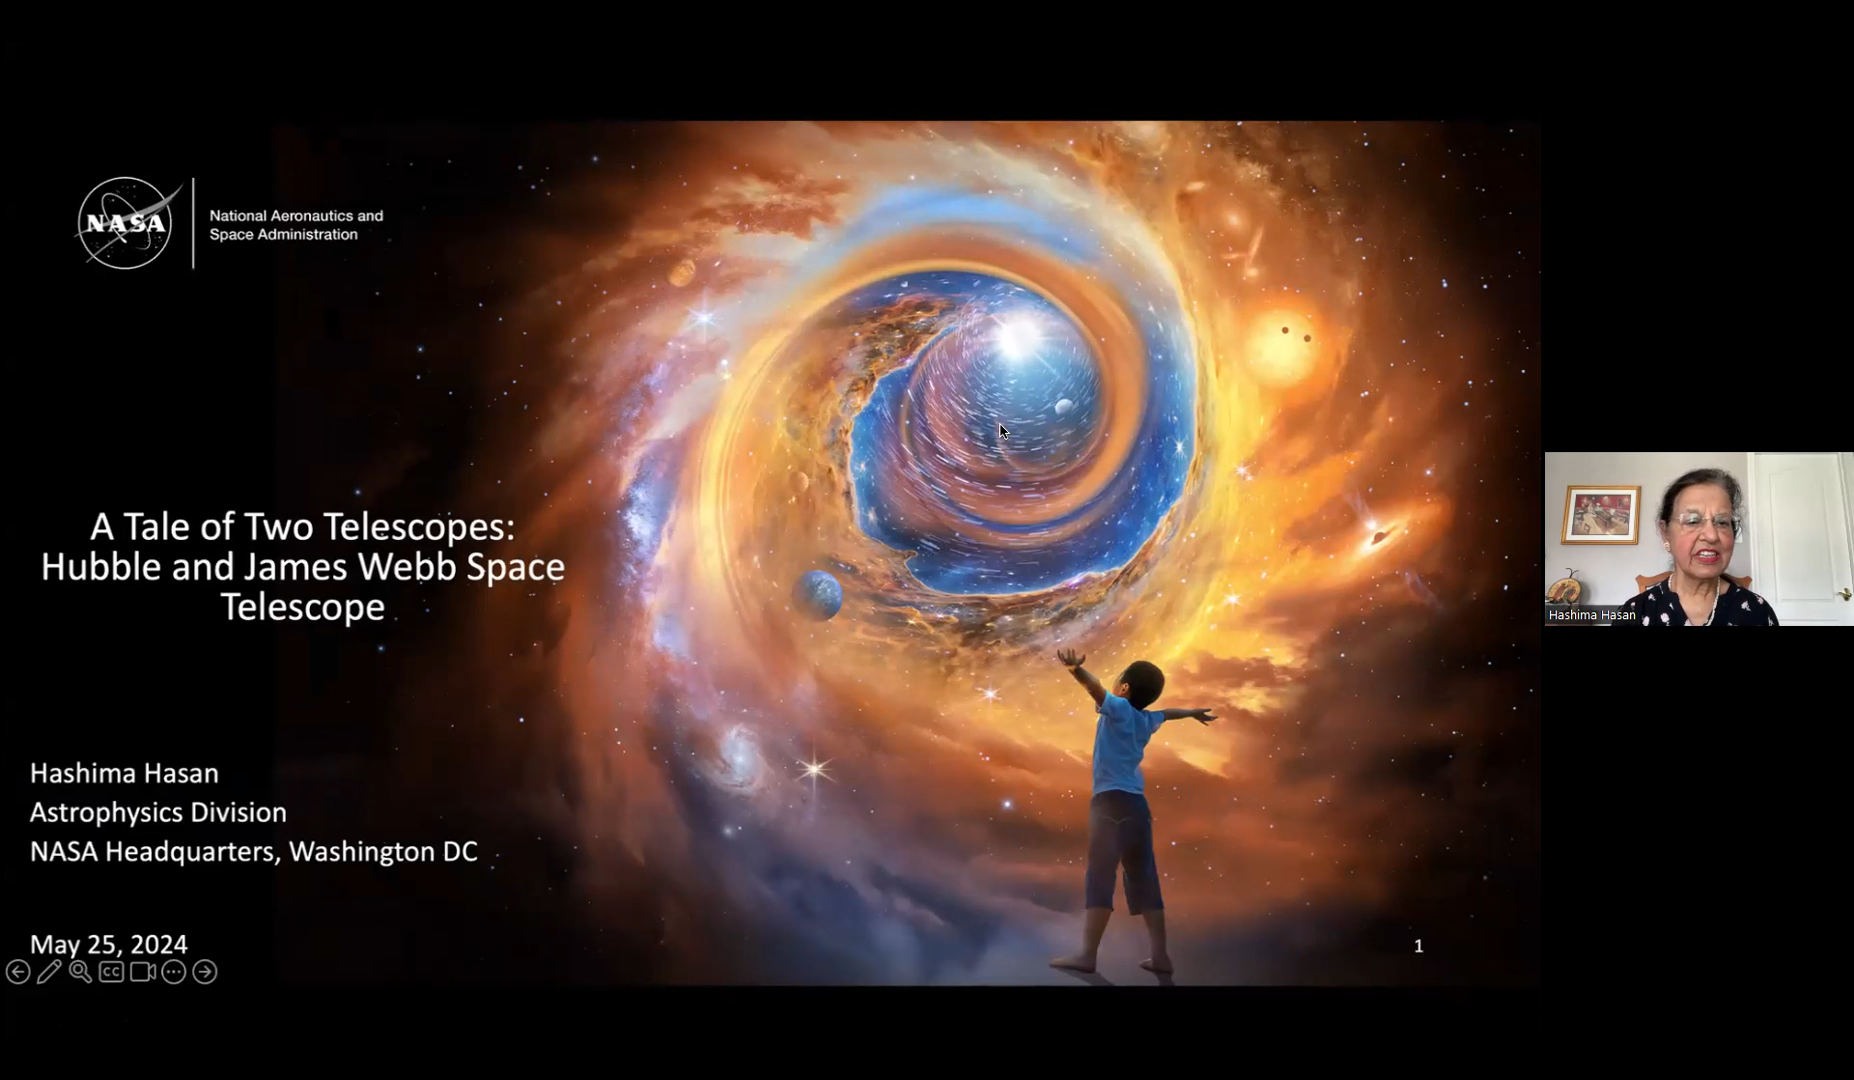 NASA
National Aeronautics and
Space Administration
A Tale of Two Telescopes:
Hubble and James Webb Space
Telescope
Hashima Hasan
Astrophysics Division
NASA Headquarters, Washington DC
May 25, 2024
CC
1
Hashima Hasan